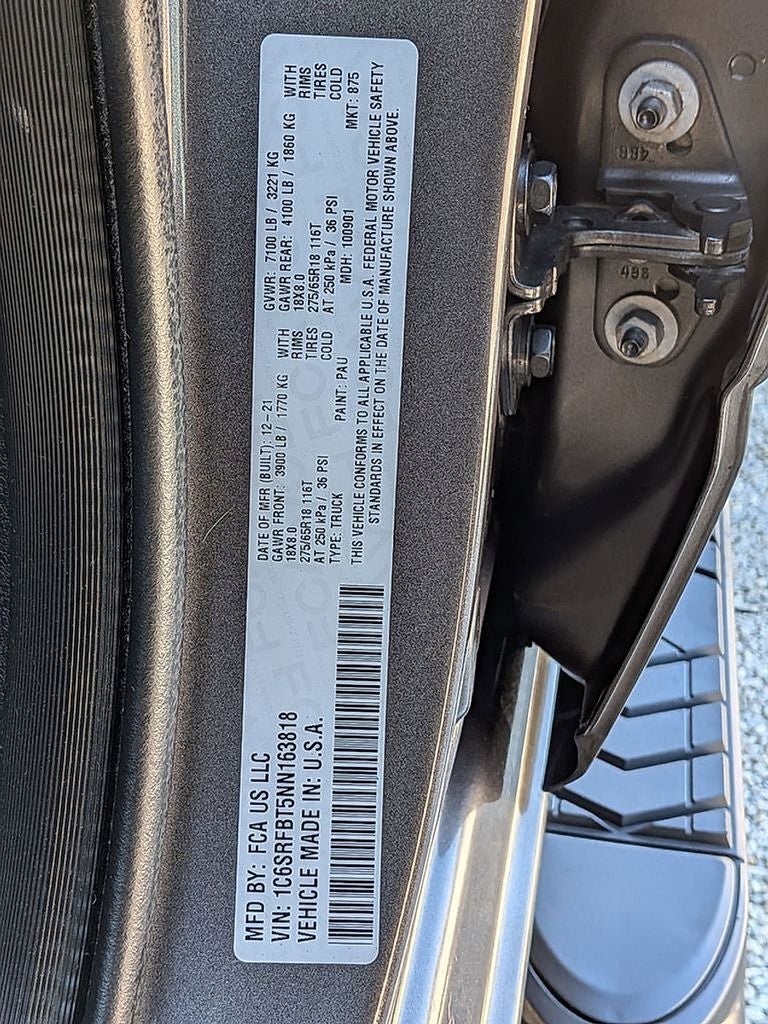 MFD BY: FCA US LLC
VIN: 1C6SRFBT5NN163818
VEHICLE MADE IN: U.S.A.
DATE OF MFR (BUILT): 12-21
GVWR: 7100 LB / 3221 KG
GAWR FRONT: 3900 LB / 1770 KG WITH
GAWR REAR: 4100 LB / 1860 KG WITH
18X8.0 RIMS
18X8.0 RIMS
275/65R18 116T TIRES
275/65R18 116T TIRES
AT 250 kPa / 36 PSI COLD
AT 250 kPa / 36 PSI COLD
TYPE: TRUCK PAINT: PAU MDH: 100901 MKT: 875
THIS VEHICLE CONFORMS TO ALL APPLICABLE U.S.A. FEDERAL MOTOR VEHICLE SAFETY
STANDARDS IN EFFECT ON THE DATE OF MANUFACTURE SHOWN ABOVE.